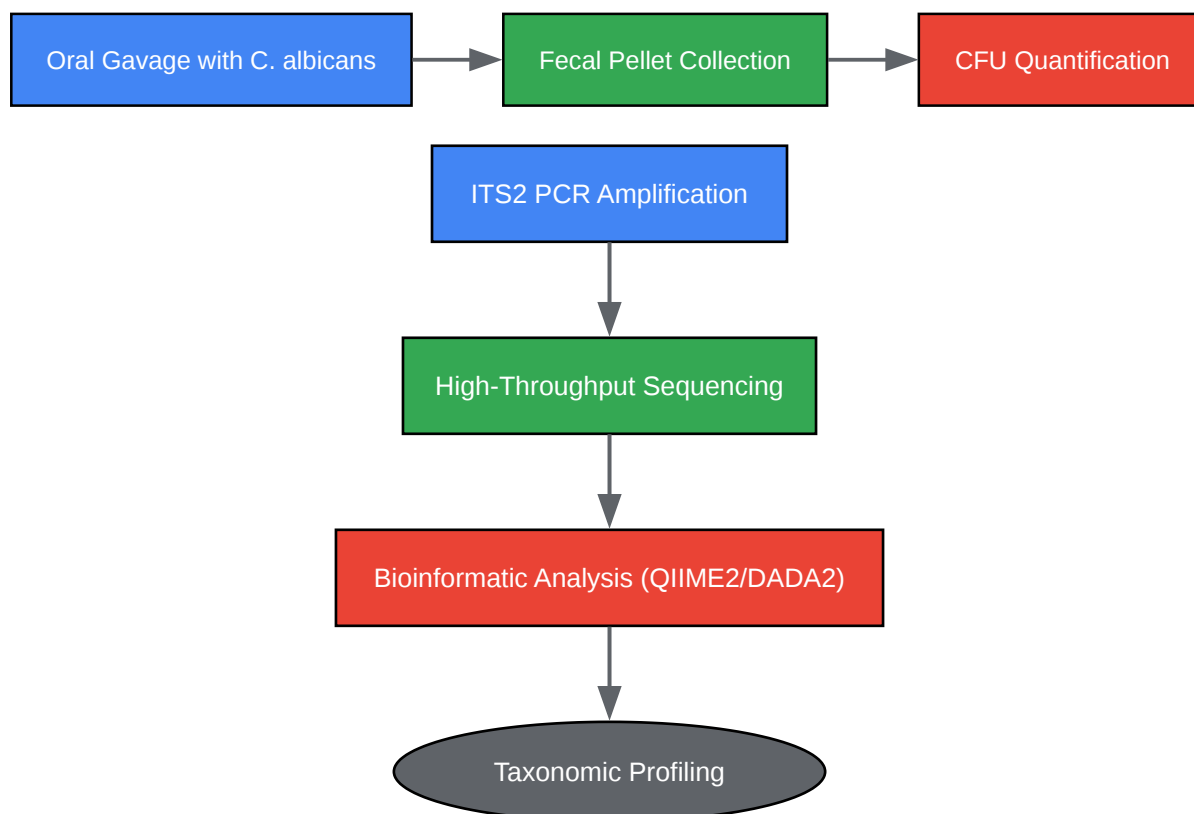 Oral Gavage with C. albicans
Fecal Pellet Collection
CFU Quantification
ITS2 PCR Amplification
High-Throughput Sequencing
Bioinformatic Analysis (QIIME2/DADA2)
Taxonomic Profiling